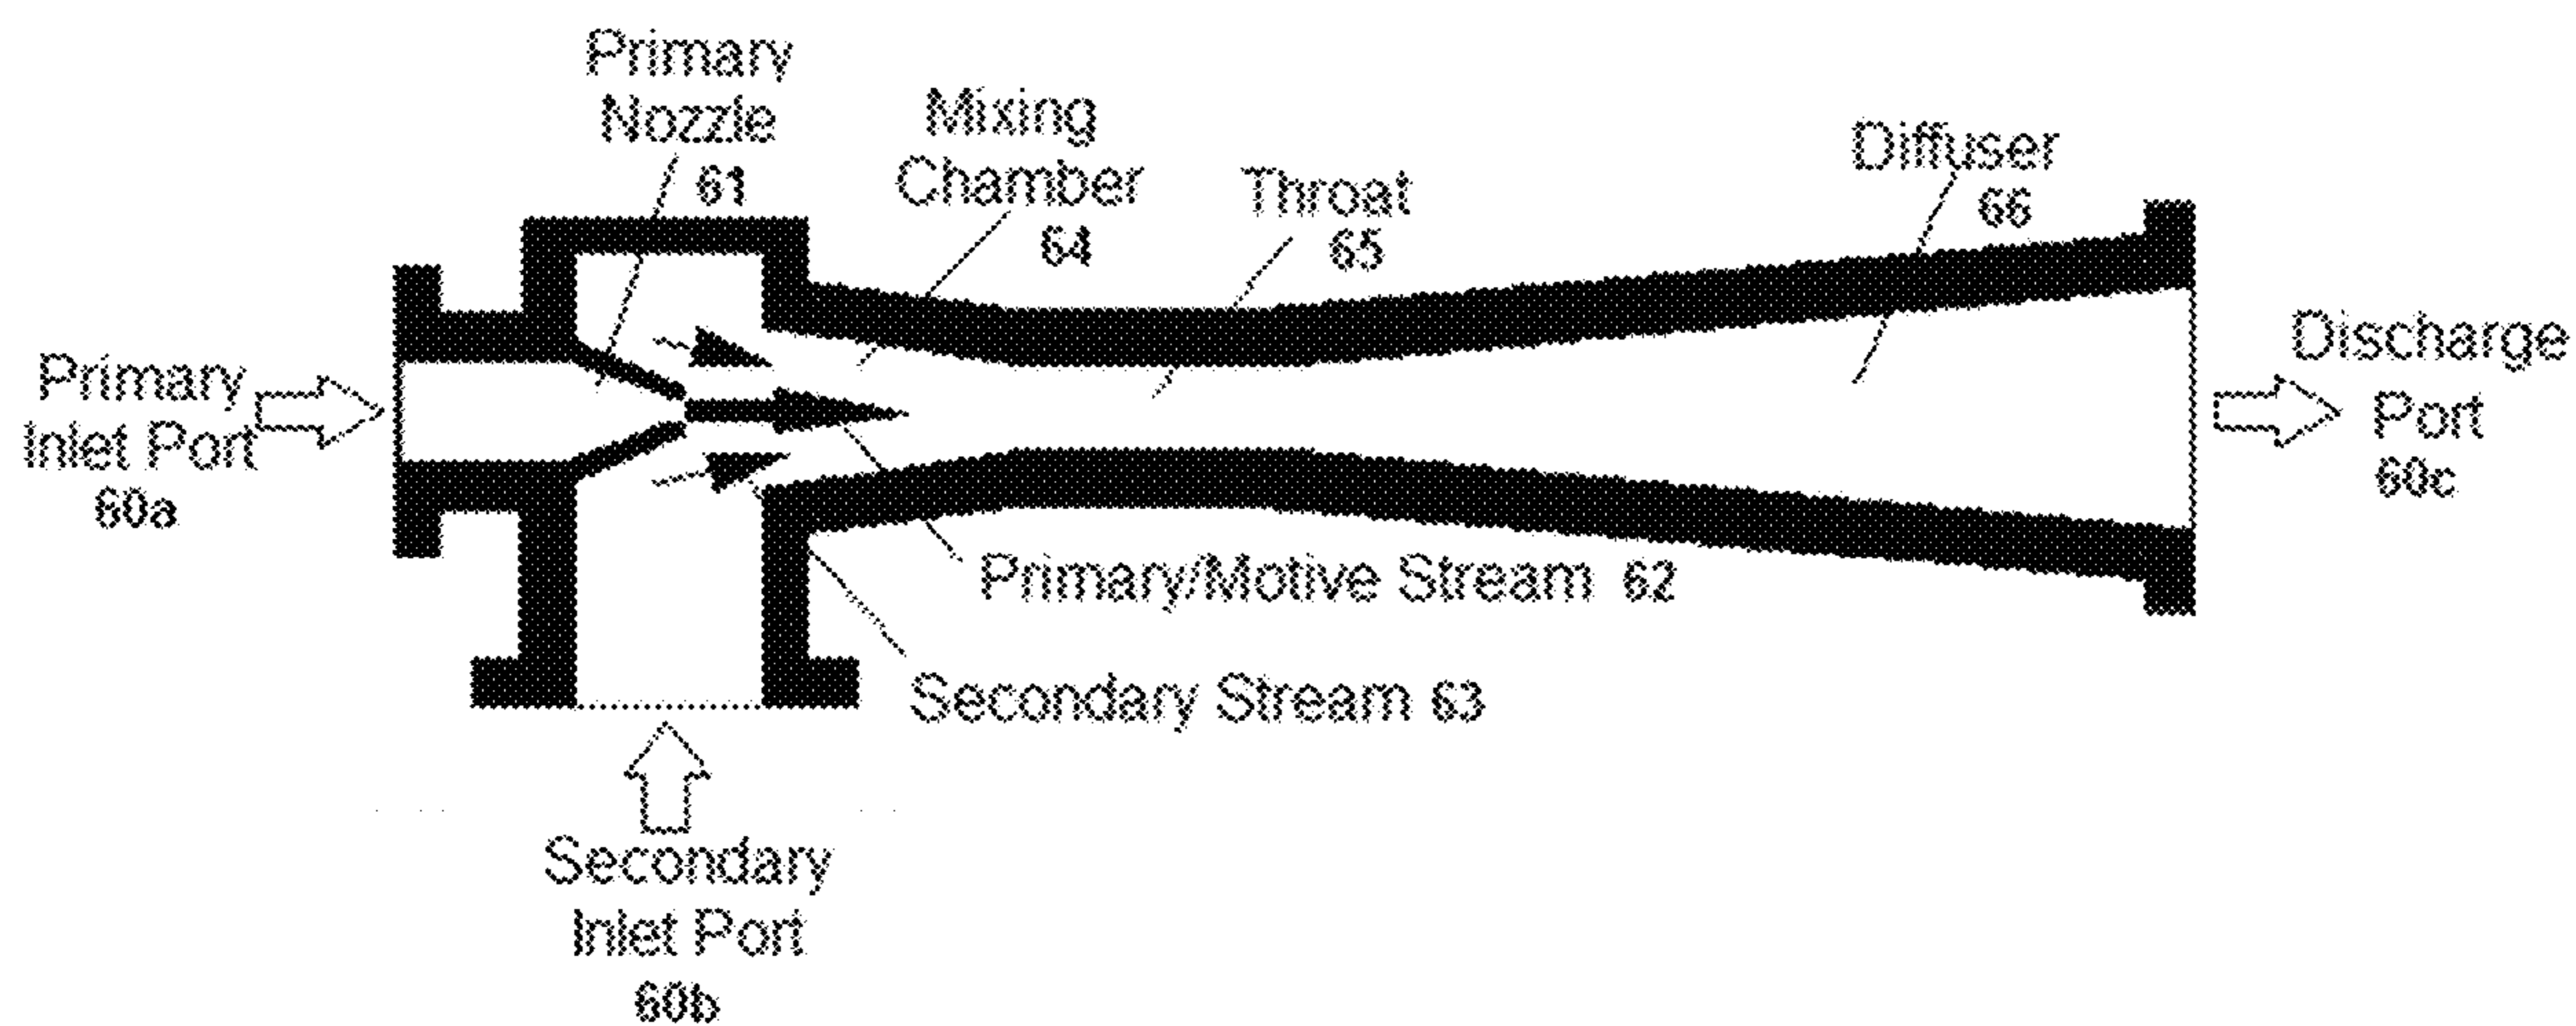 Primary
Nozzle
61
Mixing
Chamber
64
Throat
65
Diffuser
66
Primary
Inlet Port
60a
Discharge
Port
60c
Primary/Motive Stream 62
Secondary Stream 63
Secondary
Inlet Port
60b